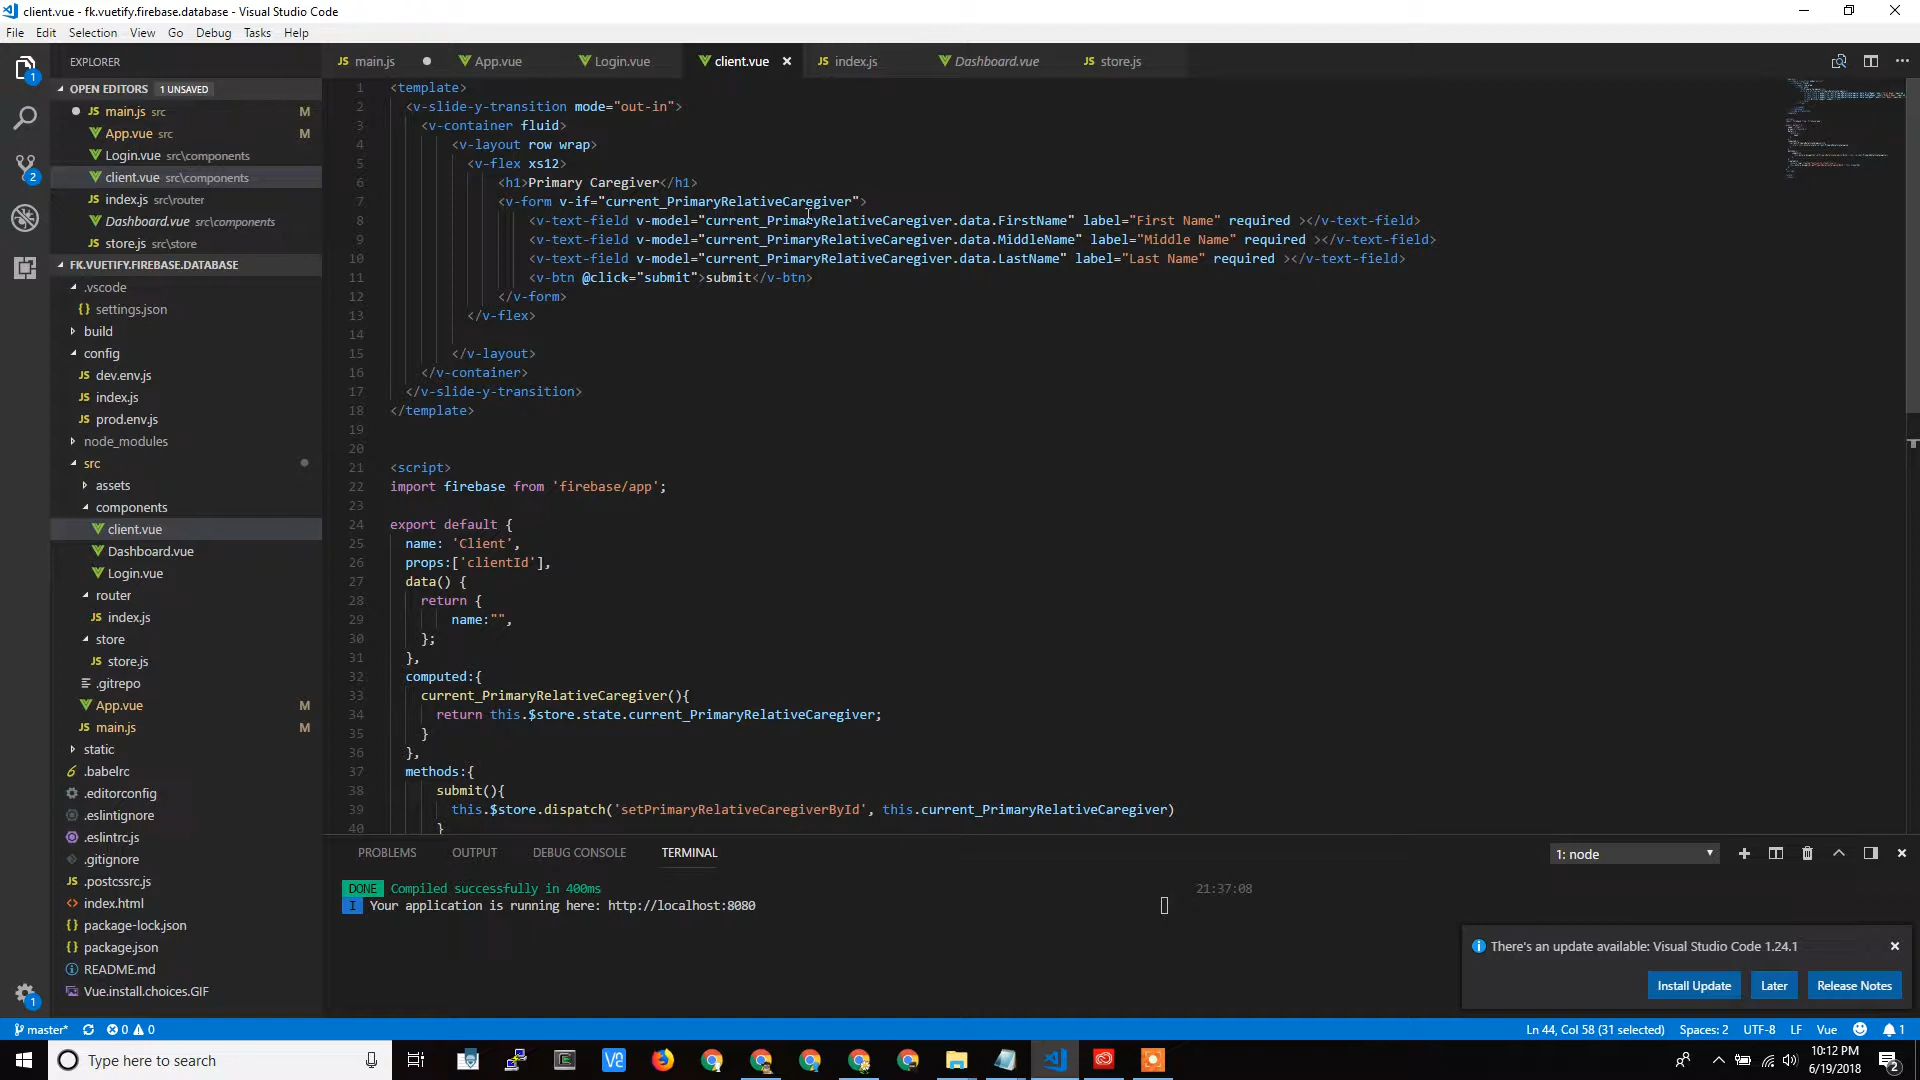 client.vue - fk.vuetify.firebase.database - Visual Studio Code
File Edit Selection View Go Debug Tasks Help
EXPLORER
JS main.js App.vue Login.vue client.vue JS index.js Dashboard.vue JS store.js
OPEN EDITORS 1 UNSAVED
JS main.js src M
App.vue src M
Login.vue src\components
client.vue src\components
JS index.js src\router
Dashboard.vue src\components
JS store.js src\store
FK.VUETIFY.FIREBASE.DATABASE
.vscode
{} settings.json
build
config
JS dev.env.js
JS index.js
JS prod.env.js
node_modules
src
assets
components
client.vue
Dashboard.vue
Login.vue
router
JS index.js
store
JS store.js
.gitrepo
App.vue M
JS main.js M
static
.babelrc
.editorconfig
.eslintignore
.eslintrc.js
.gitignore
JS .postcssrc.js
index.html
{} package-lock.json
{} package.json
README.md
Vue.install.choices.GIF
1 <template>
2 <v-slide-y-transition mode="out-in">
3 <v-container fluid>
4 <v-layout row wrap>
5 <v-flex xs12>
6 <h1>Primary Caregiver</h1>
7 <v-form v-if="current_PrimaryRelativeCaregiver">
8 <v-text-field v-model="current_PrimaryRelativeCaregiver.data.FirstName" label="First Name" required ></v-text-field>
9 <v-text-field v-model="current_PrimaryRelativeCaregiver.data.MiddleName" label="Middle Name" required ></v-text-field>
10 <v-text-field v-model="current_PrimaryRelativeCaregiver.data.LastName" label="Last Name" required ></v-text-field>
11 <v-btn @click="submit">submit</v-btn>
12 </v-form>
13 </v-flex>
14
15 </v-layout>
16 </v-container>
17 </v-slide-y-transition>
18 </template>
19
20
21 <script>
22 import firebase from 'firebase/app';
23
24 export default {
25 name: 'Client',
26 props:['clientId'],
27 data() {
28 return {
29 name:"",
30 };
31 },
32 computed:{
33 current_PrimaryRelativeCaregiver(){
34 return this.$store.state.current_PrimaryRelativeCaregiver;
35 }
36 },
37 methods:{
38 submit(){
39 this.$store.dispatch('setPrimaryRelativeCaregiverById', this.current_PrimaryRelativeCaregiver)
40 }
PROBLEMS OUTPUT DEBUG CONSOLE TERMINAL 1: node
DONE Compiled successfully in 400ms 21:37:08
I Your application is running here: http://localhost:8080
There's an update available: Visual Studio Code 1.24.1
Install Update Later Release Notes
master* 0 0 Ln 44, Col 58 (31 selected) Spaces: 2 UTF-8 LF Vue 1
Type here to search
10:12 PM
6/19/2018
2